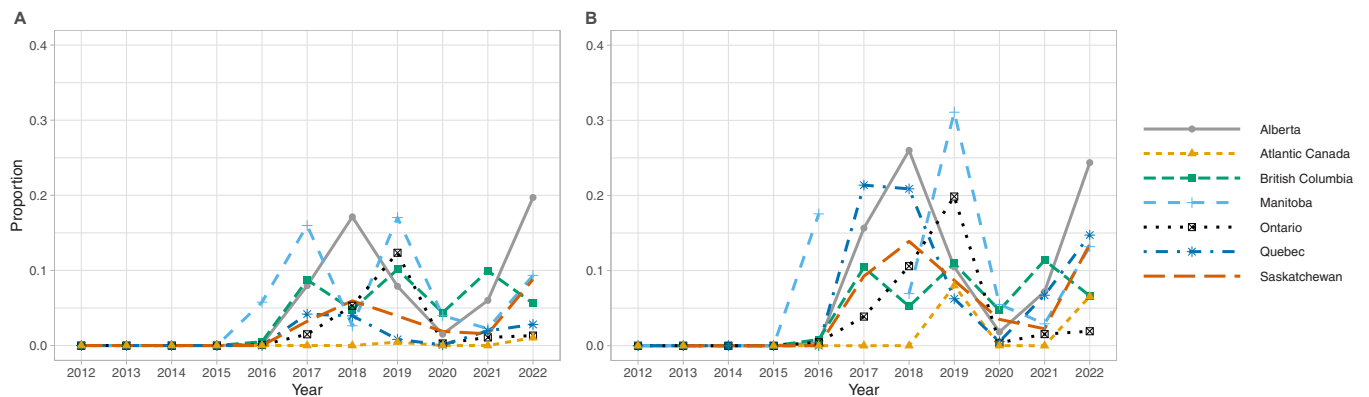 A
B
0.4
0.3
0.2
0.1
0.0
Proportion
2012 2013 2014 2015 2016 2017 2018 2019 2020 2021 2022
Year
0.4
0.3
0.2
0.1
0.0
2012 2013 2014 2015 2016 2017 2018 2019 2020 2021 2022
Year
Alberta
Atlantic Canada
British Columbia
Manitoba
Ontario
Quebec
Saskatchewan